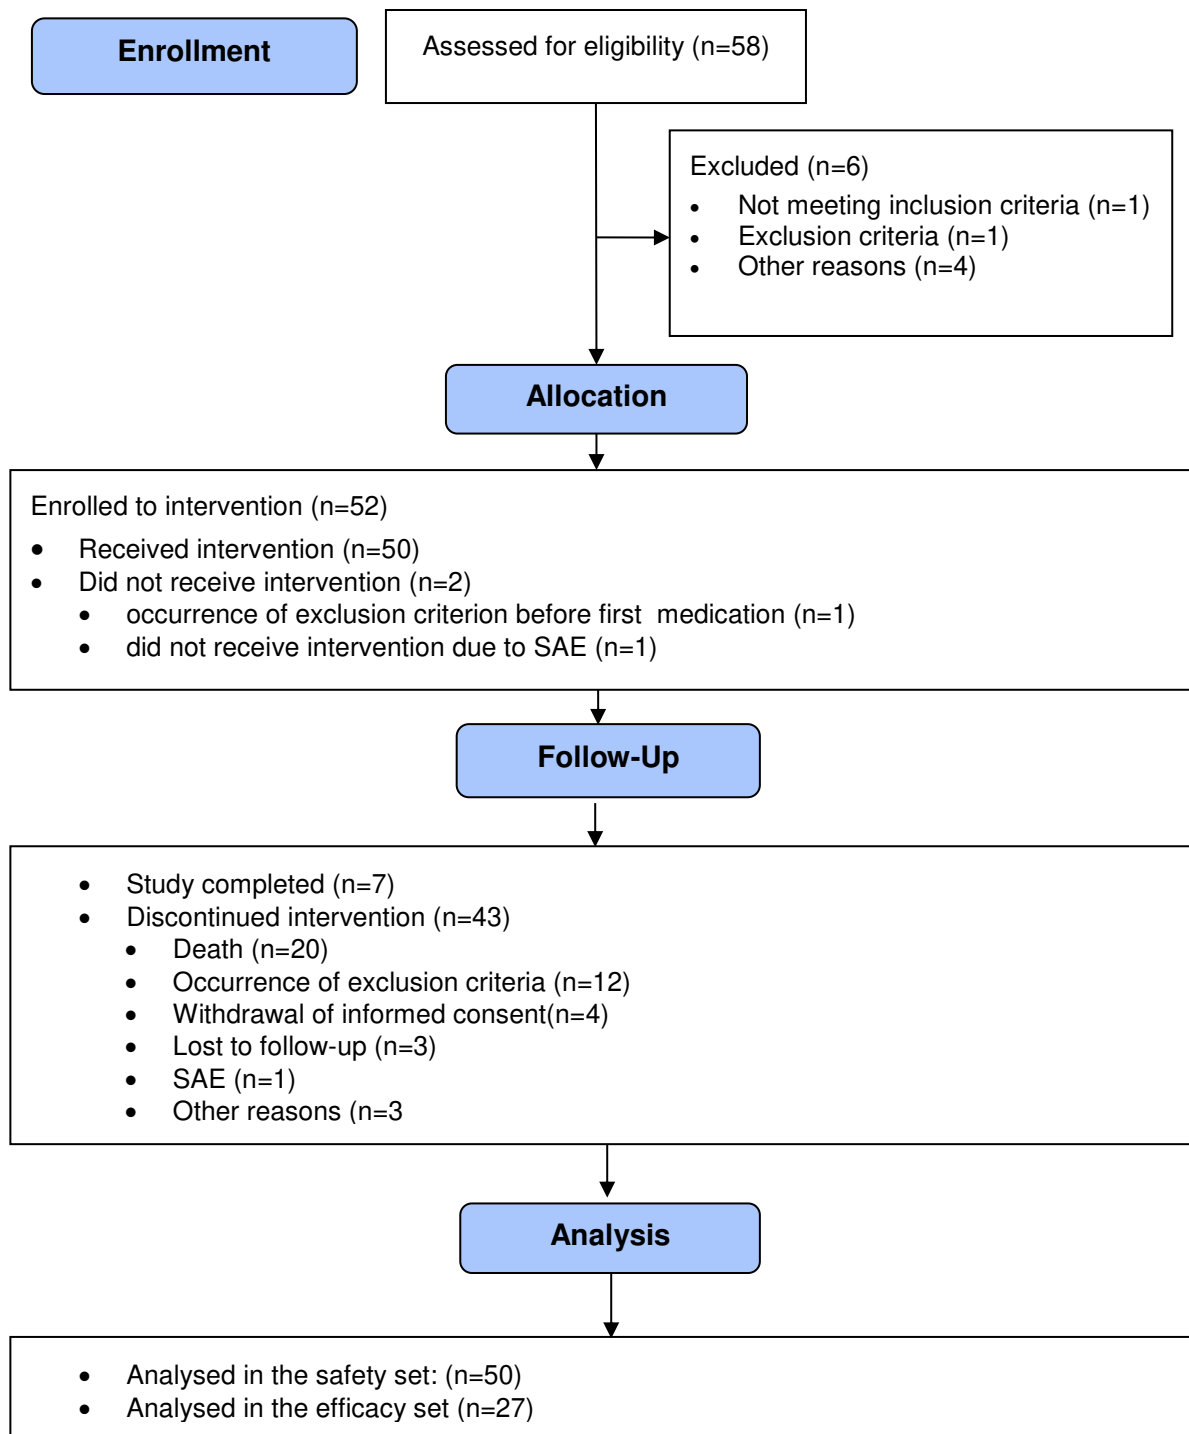 Enrollment
Assessed for eligibility (n=58)
Excluded (n=6)
• Not meeting inclusion criteria (n=1)
• Exclusion criteria (n=1)
• Other reasons (n=4)
Allocation
Enrolled to intervention (n=52)
• Received intervention (n=50)
• Did not receive intervention (n=2)
• occurrence of exclusion criterion before first  medication (n=1)
• did not receive intervention due to SAE (n=1)
Follow-Up
• Study completed (n=7)
• Discontinued intervention (n=43)
• Death (n=20)
• Occurrence of exclusion criteria (n=12)
• Withdrawal of informed consent(n=4)
• Lost to follow-up (n=3)
• SAE (n=1)
• Other reasons (n=3
Analysis
• Analysed in the safety set: (n=50)
• Analysed in the efficacy set (n=27)